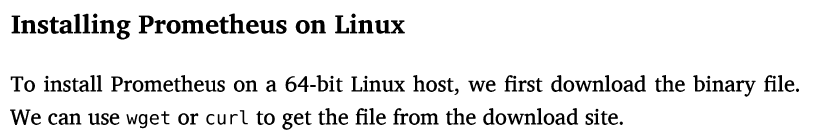 Installing Prometheus on Linux
To install Prometheus on a 64-bit Linux host, we first download the binary file.
We can use wget or curl to get the file from the download site.